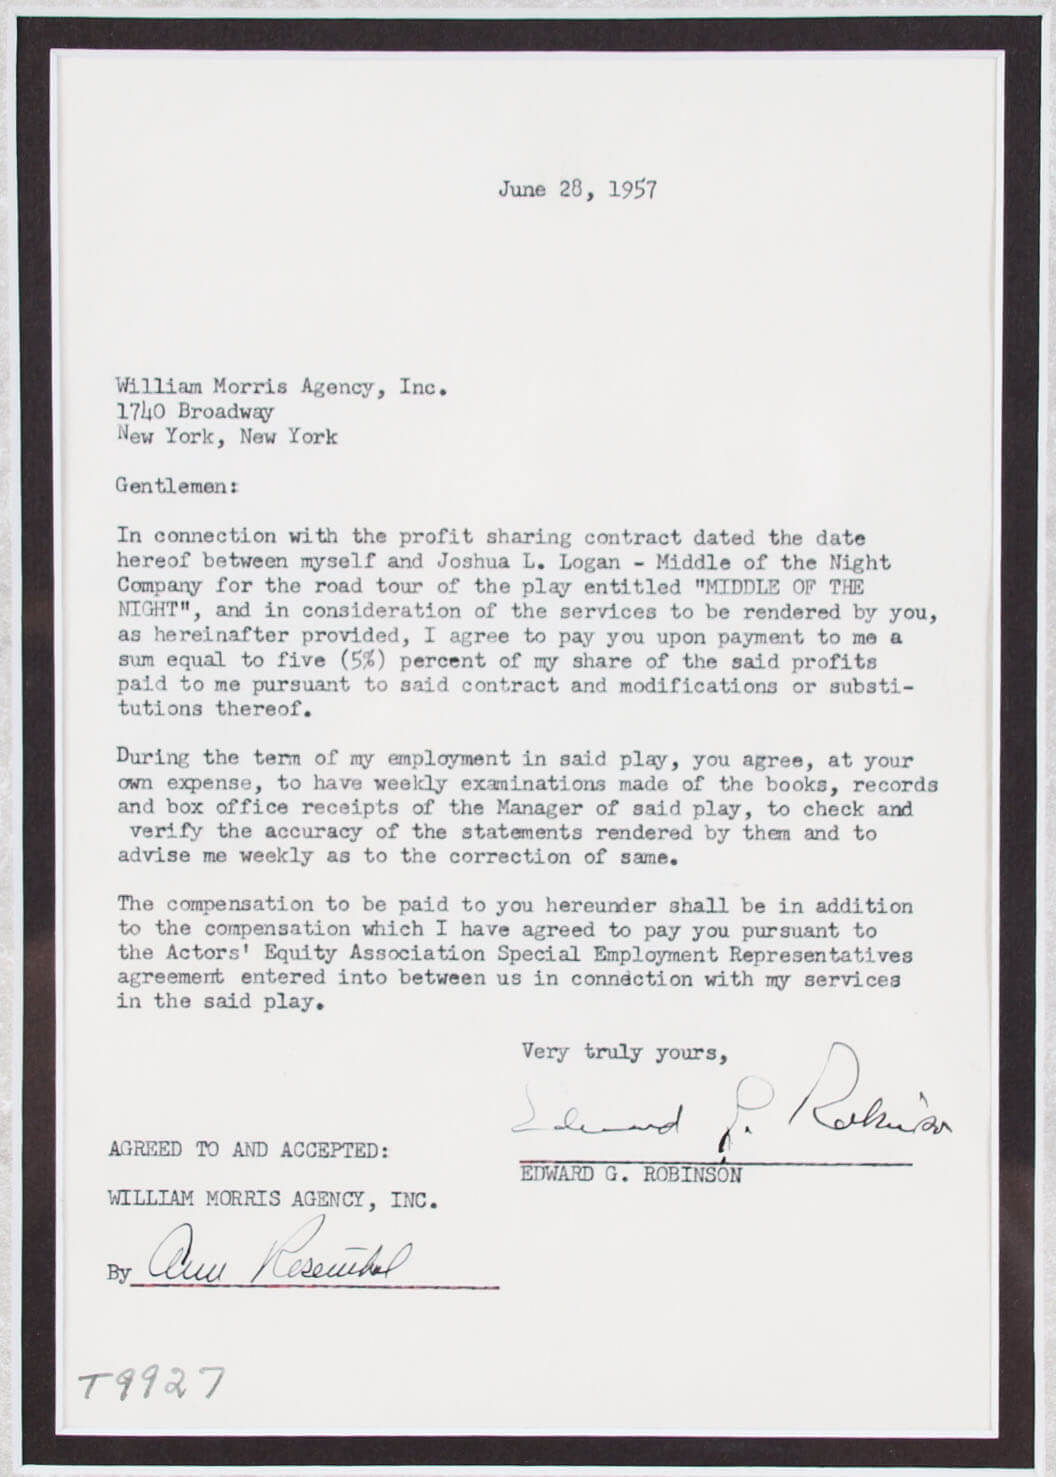 June 28, 1957
William Morris Agency, Inc.
1740 Broadway
New York, New York
Gentlemen:
In connection with the profit sharing contract dated the date
hereof between myself and Joshua L. Logan - Middle of the Night
Company for the road tour of the play entitled "MIDDLE OF THE
NIGHT", and in consideration of the services to be rendered by you,
as hereinafter provided, I agree to pay you upon payment to me a
sum equal to five (5%) percent of my share of the said profits
paid to me pursuant to said contract and modifications or substi-
tutions thereof.
During the term of my employment in said play, you agree, at your
own expense, to have weekly examinations made of the books, records
and box office receipts of the Manager of said play, to check and
verify the accuracy of the statements rendered by them and to
advise me weekly as to the correction of same.
The compensation to be paid to you hereunder shall be in addition
to the compensation which I have agreed to pay you pursuant to
the Actors' Equity Association Special Employment Representatives
agreement entered into between us in connection with my services
in the said play.
Very truly yours,
Edward G. Robinson
EDWARD G. ROBINSON
AGREED TO AND ACCEPTED:
WILLIAM MORRIS AGENCY, INC.
By Ann Rosenthal
T9927